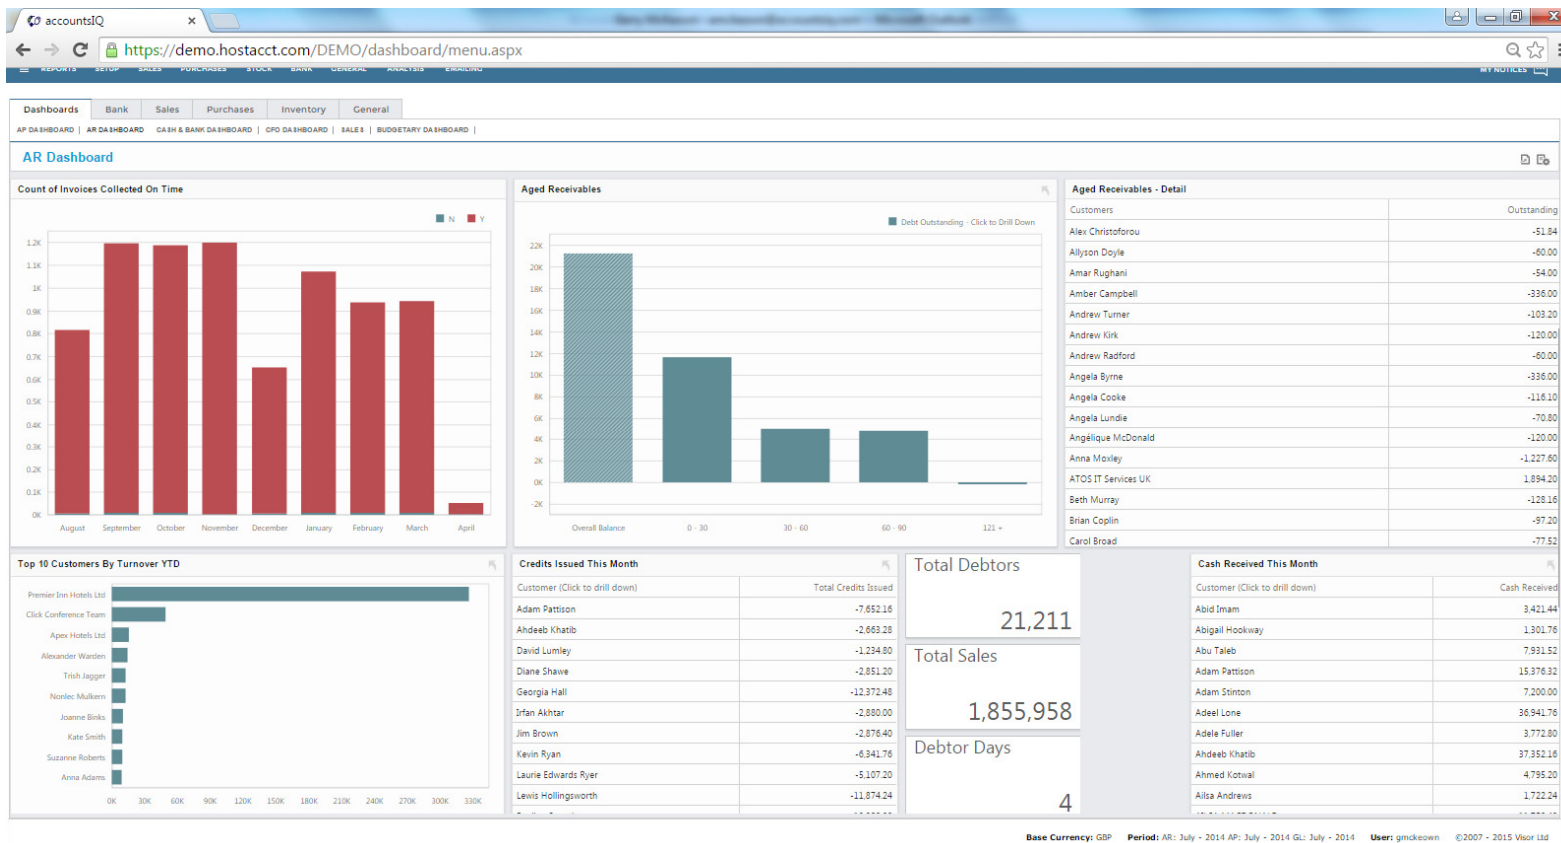 accountsIQ
https://demo.hostacct.com/DEMO/dashboard/menu.aspx
REPORTS SETUP SALES PURCHASES STOCK BANK GENERAL ANALYSIS EMAILING MY NOTICES
Dashboards Bank Sales Purchases Inventory General
AP DASHBOARD | AR DASHBOARD CASH & BANK DASHBOARD | CFO DASHBOARD | SALES | BUDGETARY DASHBOARD |
AR Dashboard
Count of Invoices Collected On Time
N Y
1.2K
1.1K
1K
0.9K
0.8K
0.7K
0.6K
0.5K
0.4K
0.3K
0.2K
0.1K
0K
August September October November December January February March April
Aged Receivables
Debt Outstanding - Click to Drill Down
22K
20K
18K
16K
14K
12K
10K
8K
6K
4K
2K
0K
-2K
Overall Balance 0 - 30 30 - 60 60 - 90 121 +
Aged Receivables - Detail
Customers Outstanding
Alex Christoforou -51.84
Allyson Doyle -60.00
Amar Rughani -54.00
Amber Campbell -336.00
Andrew Turner -103.20
Andrew Kirk -120.00
Andrew Radford -60.00
Angela Byrne -336.00
Angela Cooke -116.10
Angela Lundie -70.80
Angélique McDonald -120.00
Anna Moxley -1,227.60
ATOS IT Services UK 1,894.20
Beth Murray -128.16
Brian Coplin -97.20
Carol Broad -77.52
Top 10 Customers By Turnover YTD
Premier Inn Hotels Ltd
Click Conference Team
Apex Hotels Ltd
Alexander Warden
Trish Jagger
Nonlec Mulkern
Joanne Binks
Kate Smith
Suzanne Roberts
Anna Adams
0K 30K 60K 90K 120K 150K 180K 210K 240K 270K 300K 330K
Credits Issued This Month
Customer (Click to drill down) Total Credits Issued
Adam Pattison -7,652.16
Ahdeeb Khatib -2,663.28
David Lumley -1,234.80
Diane Shawe -2,851.20
Georgia Hall -12,372.48
Irfan Akhtar -2,880.00
Jim Brown -2,876.40
Kevin Ryan -6,341.76
Laurie Edwards Ryer -5,107.20
Lewis Hollingsworth -11,874.24
Total Debtors
21,211
Total Sales
1,855,958
Debtor Days
4
Cash Received This Month
Customer (Click to drill down) Cash Received
Abid Imam 3,421.44
Abigail Hookway 1,301.76
Abu Taleb 7,931.52
Adam Pattison 15,376.32
Adam Stinton 7,200.00
Adeel Lone 36,941.76
Adele Fuller 3,772.80
Ahdeeb Khatib 37,352.16
Ahmed Kotwal 4,795.20
Ailsa Andrews 1,722.24
Base Currency: GBP Period: AR: July - 2014 AP: July - 2014 GL: July - 2014 User: gmckeown ©2007 - 2015 Visor Ltd